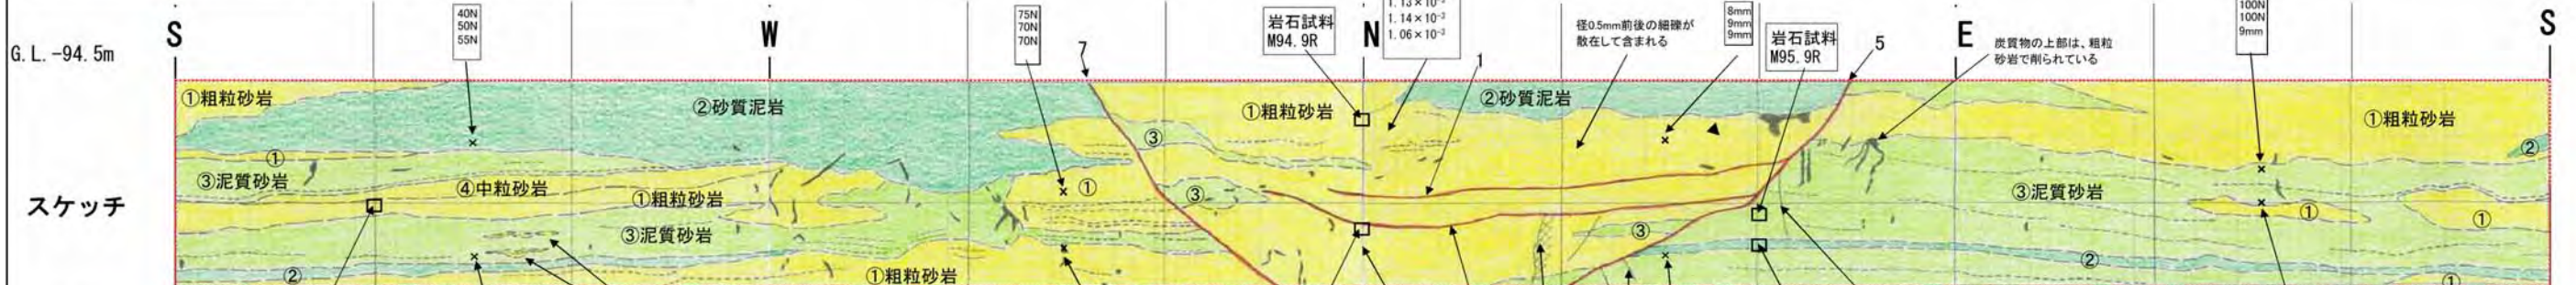 1.13×10⁻²
1.14×10⁻²
1.06×10⁻²
40N
50N
55N
75N
70N
70N
岩石試料
M94.9R
径0.5mm前後の細礫が
散在して含まれる
8mm
9mm
9mm
岩石試料
M95.9R
100N
100N
9mm
S
W
N
E
S
G.L.-94.5m
7
1
5
炭質物の上部は、粗粒
砂岩で削られている
①粗粒砂岩
②砂質泥岩
①粗粒砂岩
②砂質泥岩
①粗粒砂岩
③
②
①
③泥質砂岩
④中粒砂岩
①粗粒砂岩
①
③
③泥質砂岩
スケッチ
①
①
③泥質砂岩
③
②
②
①粗粒砂岩
①